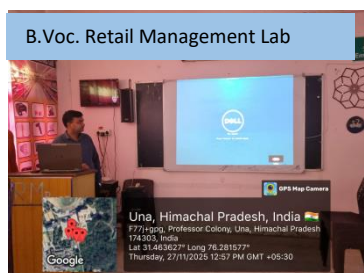 B.Voc. Retail Management Lab
DELL
GPS Map Camera
Una, Himachal Pradesh, India 🇮🇳
F77j+gpg, Professor Colony, Una, Himachal Pradesh
174303, India
Lat 31.463627° Long 76.281577°
Thursday, 27/11/2025 12:57 PM GMT +05:30
Google